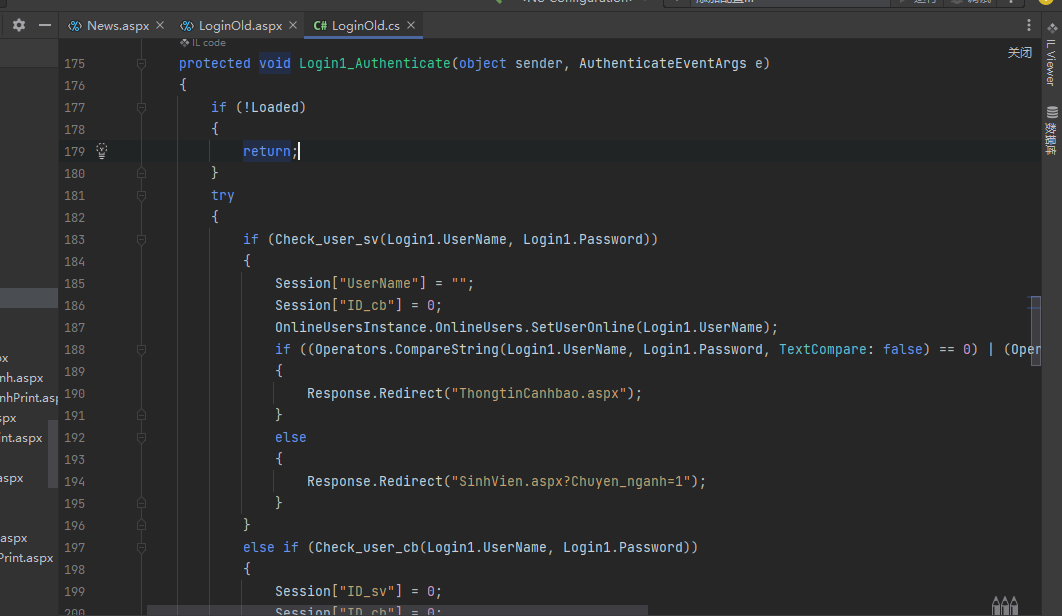 News.aspx LoginOld.aspx C# LoginOld.cs
IL code
关闭
175 protected void Login1_Authenticate(object sender, AuthenticateEventArgs e)
176 {
177 if (!Loaded)
178 {
179 return;
180 }
181 try
182 {
183 if (Check_user_sv(Login1.UserName, Login1.Password))
184 {
185 Session["UserName"] = "";
186 Session["ID_cb"] = 0;
187 OnlineUsersInstance.OnlineUsers.SetUserOnline(Login1.UserName);
188 if ((Operators.CompareString(Login1.UserName, Login1.Password, TextCompare: false) == 0) | (Oper
189 {
190 Response.Redirect("ThongtinCanhbao.aspx");
191 }
192 else
193 {
194 Response.Redirect("SinhVien.aspx?Chuyen_nganh=1");
195 }
196 }
197 else if (Check_user_cb(Login1.UserName, Login1.Password))
198 {
199 Session["ID_sv"] = 0;
200 Session["ID_cb"] = 0;
nh.aspx
nhPrint.asp
spx
int.aspx
aspx
.aspx
Print.aspx
IL Viewer
数据库